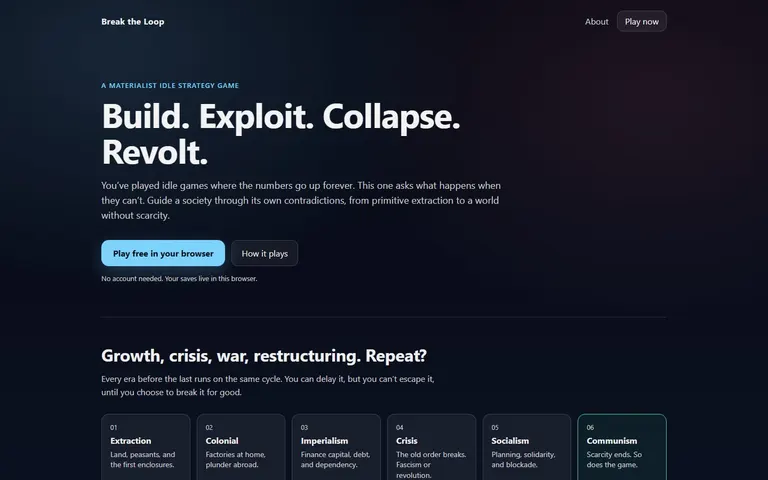 Break the Loop
About
Play now
A MATERIALIST IDLE STRATEGY GAME
Build. Exploit. Collapse.
Revolt.
You've played idle games where the numbers go up forever. This one asks what happens when
they can't. Guide a society through its own contradictions, from primitive extraction to a world
without scarcity.
Play free in your browser
How it plays
No account needed. Your saves live in this browser.
Growth, crisis, war, restructuring. Repeat?
Every era before the last runs on the same cycle. You can delay it, but you can't escape it,
until you choose to break it for good.
01
Extraction
Land, peasants, and
the first enclosures.
02
Colonial
Factories at home,
plunder abroad.
03
Imperialism
Finance capital, debt,
and dependency.
04
Crisis
The old order breaks.
Fascism or
revolution.
05
Socialism
Planning, solidarity,
and blockade.
06
Communism
Scarcity ends. So
does the game.